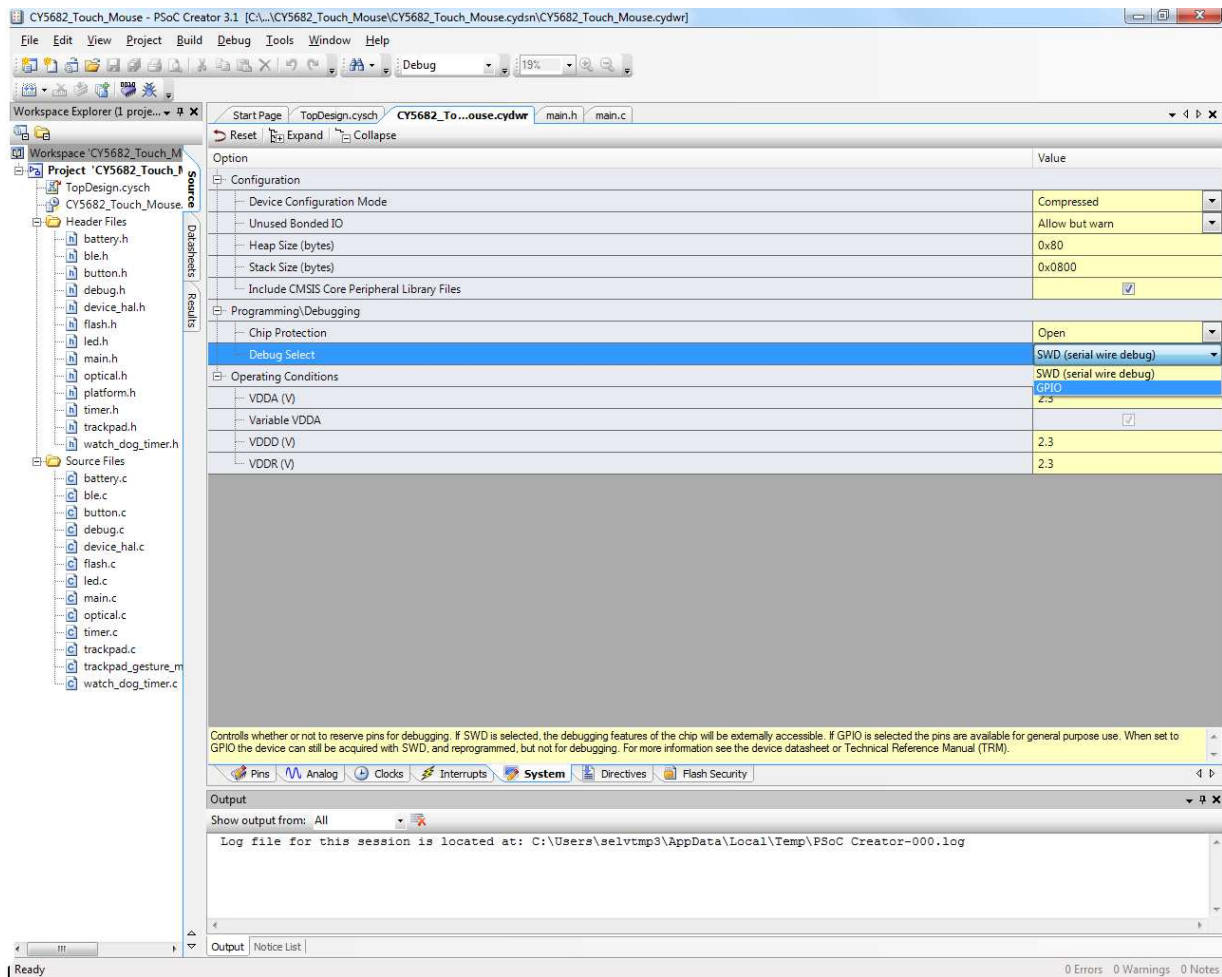 CY5682_Touch_Mouse - PSoC Creator 3.1 [C:\...\CY5682_Touch_Mouse\CY5682_Touch_Mouse.cydsn\CY5682_Touch_Mouse.cydwr]
File Edit View Project Build Debug Tools Window Help
Debug 19%
Workspace Explorer (1 proje...
Start Page TopDesign.cysch CY5682_To...ouse.cydwr main.h main.c
Reset Expand Collapse
Workspace 'CY5682_Touch_M
Project 'CY5682_Touch_M
TopDesign.cysch
CY5682_Touch_Mouse.
Header Files
battery.h
ble.h
button.h
debug.h
device_hal.h
flash.h
led.h
main.h
optical.h
platform.h
timer.h
trackpad.h
watch_dog_timer.h
Source Files
battery.c
ble.c
button.c
debug.c
device_hal.c
flash.c
led.c
main.c
optical.c
timer.c
trackpad.c
trackpad_gesture_m
watch_dog_timer.c
Source
Datasheets
Results
Option Value
Configuration
Device Configuration Mode Compressed
Unused Bonded IO Allow but warn
Heap Size (bytes) 0x80
Stack Size (bytes) 0x0800
Include CMSIS Core Peripheral Library Files
Programming\Debugging
Chip Protection Open
Debug Select SWD (serial wire debug)
SWD (serial wire debug)
GPIO
Operating Conditions
VDDA (V) 2.3
Variable VDDA
VDDD (V) 2.3
VDDR (V) 2.3
Controls whether or not to reserve pins for debugging. If SWD is selected, the debugging features of the chip will be externally accessible. If GPIO is selected the pins are available for general purpose use. When set to
GPIO the device can still be acquired with SWD, and reprogrammed, but not for debugging. For more information see the device datasheet or Technical Reference Manual (TRM).
Pins Analog Clocks Interrupts System Directives Flash Security
Output
Show output from: All
Log file for this session is located at: C:\Users\selvtmp3\AppData\Local\Temp\PSoC Creator-000.log
Output Notice List
Ready 0 Errors 0 Warnings 0 Notes